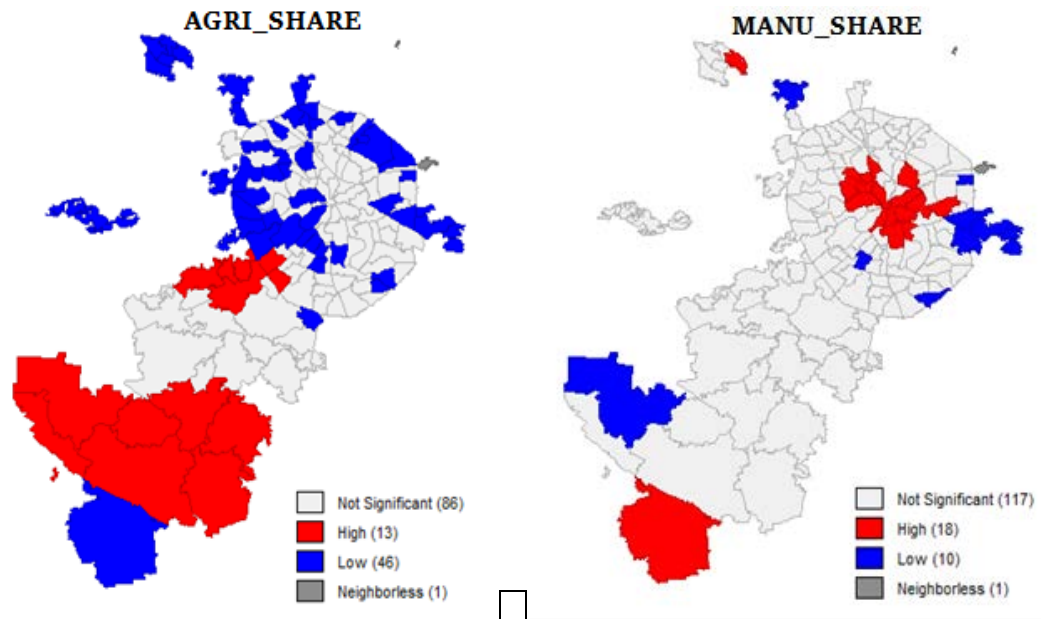 AGRI_SHARE
Not Significant (86)
High (13)
Low (46)
Neighborless (1)
MANU_SHARE
Not Significant (117)
High (18)
Low (10)
Neighborless (1)